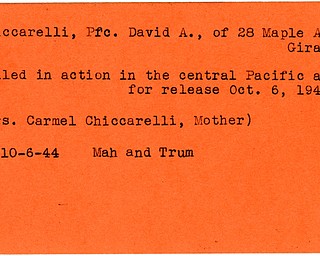 ccarelli, Pfc. David A., of 28 Maple A
Gira
led in action in the central Pacific a
for release Oct. 6, 194
s. Carmel Chiccarelli, Mother)
10-6-44 Mah and Trum